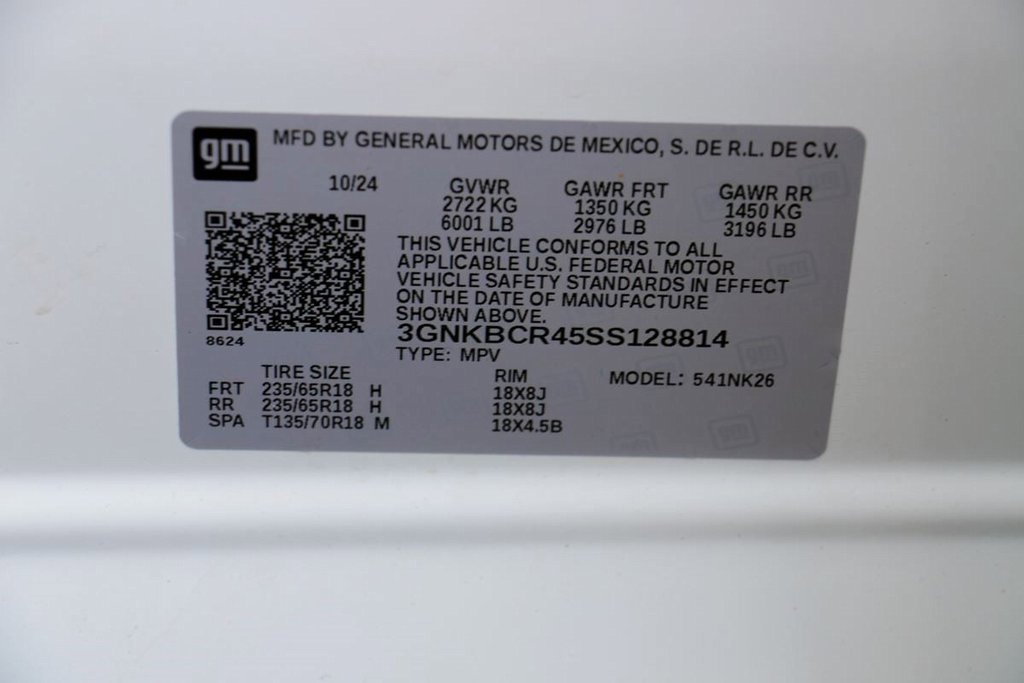 gm MFD BY GENERAL MOTORS DE MEXICO, S. DE R.L. DE C.V.
10/24 GVWR GAWR FRT GAWR RR
2722 KG 1350 KG 1450 KG
6001 LB 2976 LB 3196 LB
THIS VEHICLE CONFORMS TO ALL
APPLICABLE U.S. FEDERAL MOTOR
VEHICLE SAFETY STANDARDS IN EFFECT
ON THE DATE OF MANUFACTURE
SHOWN ABOVE.
8624 3GNKBCR45SS128814
TYPE: MPV
TIRE SIZE RIM MODEL: 541NK26
FRT 235/65R18 H 18X8J
RR 235/65R18 H 18X8J
SPA T135/70R18 M 18X4.5B